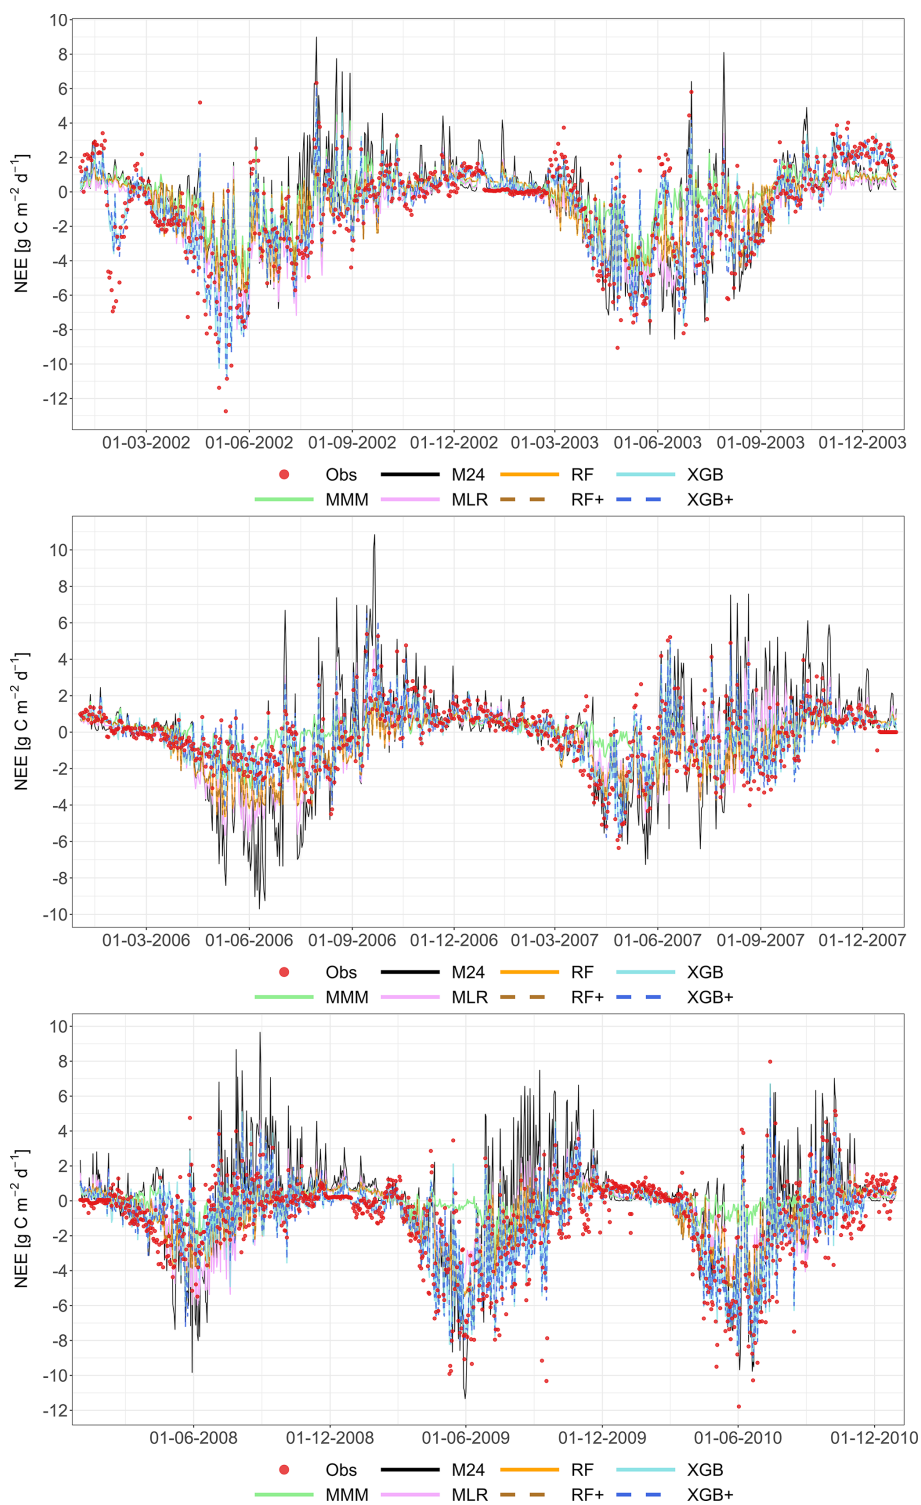 10
8
6
4
2
0
-2
-4
-6
-8
-10
-12
NEE [g C m−2 d−1]
01-03-2002 01-06-2002 01-09-2002 01-12-2002 01-03-2003 01-06-2003 01-09-2003 01-12-2003
Obs M24 RF XGB
MMM MLR RF+ XGB+
10
8
6
4
2
0
-2
-4
-6
-8
-10
NEE [g C m−2 d−1]
01-03-2006 01-06-2006 01-09-2006 01-12-2006 01-03-2007 01-06-2007 01-09-2007 01-12-2007
Obs M24 RF XGB
MMM MLR RF+ XGB+
10
8
6
4
2
0
-2
-4
-6
-8
-10
-12
NEE [g C m−2 d−1]
01-06-2008 01-12-2008 01-06-2009 01-12-2009 01-06-2010 01-12-2010
Obs M24 RF XGB
MMM MLR RF+ XGB+